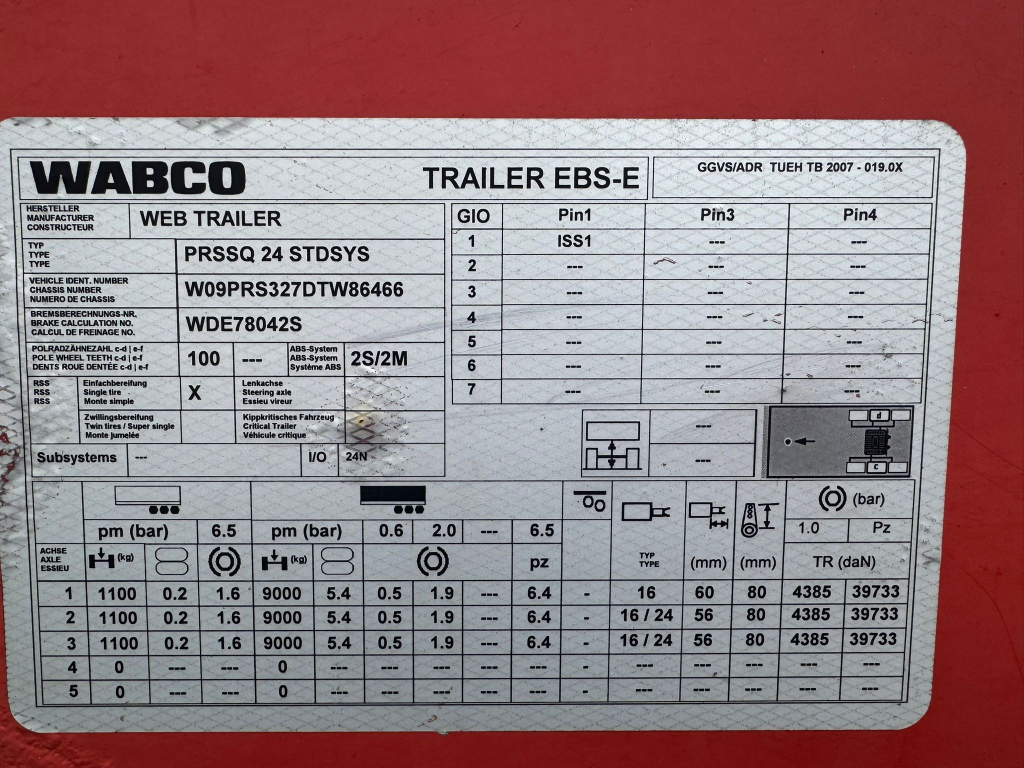 WABCO TRAILER EBS-E GGVS/ADR TUEH TB 2007 - 019.0X
HERSTELLER
MANUFACTURER
CONSTRUCTEUR
WEB TRAILER
TYP
TYPE
TYPE
PRSSQ 24 STDSYS
VEHICLE IDENT. NUMBER
CHASSIS NUMBER
NUMERO DE CHASSIS
W09PRS327DTW86466
BREMSBERECHNUNGS-NR.
BRAKE CALCULATION NO.
CALCUL DE FREINAGE NO.
WDE78042S
POLRADZÄHNEZAHL c-d | e-f
POLE WHEEL TEETH c-d | e-f
DENTS ROUE DENTÉE c-d | e-f
100 ---
ABS-System
ABS-System
Système ABS
2S/2M
RSS
RSS
RSS
Einfachbereifung
Single tire
Monte simple
X
Lenkachse
Steering axle
Essieu vireur
Zwillingsbereitung
Twin tires / Super single
Monte jumelée
Kippkritisches Fahrzeug
Critical Trailer
Véhicule critique
Subsystems --- I/O 24N
GIO Pin1 Pin3 Pin4
1 ISS1 --- ---
2 --- --- ---
3 --- --- ---
4 --- --- ---
5 --- --- ---
6 --- --- ---
7 --- --- ---
---
---
d
c
pm (bar) 6.5 pm (bar) 0.6 2.0 --- 6.5
(bar)
1.0 Pz
ACHSE
AXLE
ESSIEU
(kg) (kg) pz
TYP
TYPE
(mm) (mm) TR (daN)
1 1100 0.2 1.6 9000 5.4 0.5 1.9 --- 6.4 - 16 60 80 4385 39733
2 1100 0.2 1.6 9000 5.4 0.5 1.9 --- 6.4 - 16 / 24 56 80 4385 39733
3 1100 0.2 1.6 9000 5.4 0.5 1.9 --- 6.4 - 16 / 24 56 80 4385 39733
4 0 --- --- 0 --- --- --- --- --- - --- --- --- --- ---
5 0 --- --- 0 --- --- --- --- --- - --- --- --- --- ---